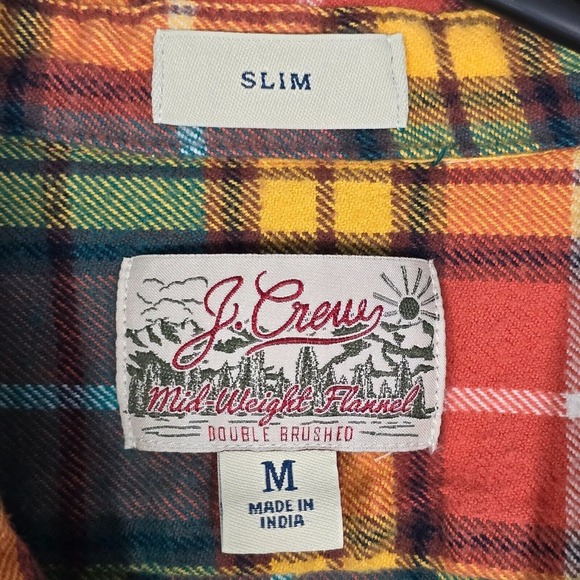 SLIM
J. Crew
Mid-Weight Flannel
DOUBLE BRUSHED
M
MADE IN
INDIA